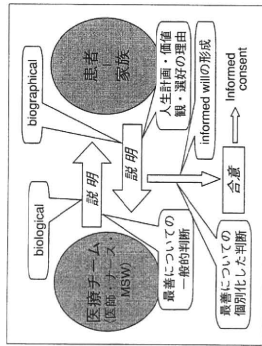 biological
biographical
医療チーム
(医師・ナース・
MSW)
説明
説明
患者
||
家族
最善についての
一般的判断
人生計画・価値
観・選好の理由
informed willの形成
合意
Informed
consent
最善についての
個別化した判断